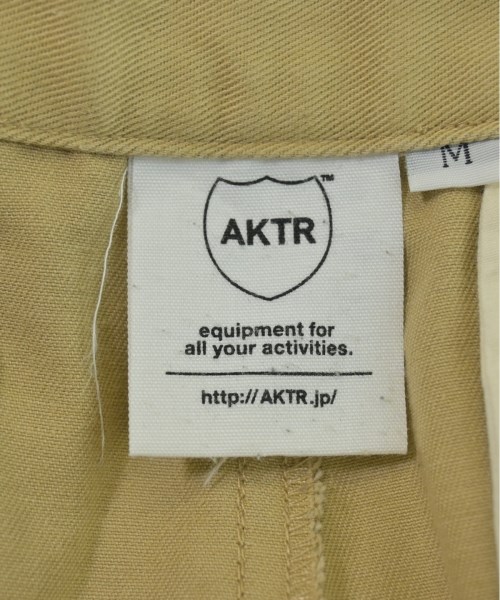 ™
AKTR
equipment for
all your activities.
http://AKTR.jp/
M